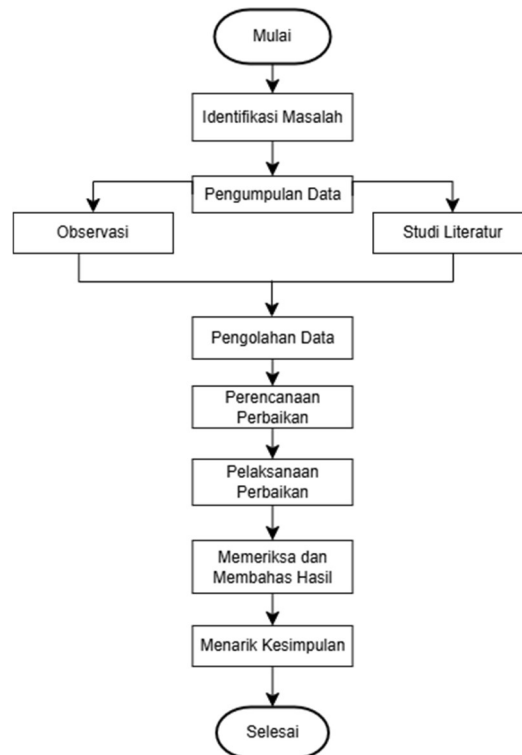 Mulai
Identifikasi Masalah
Pengumpulan Data
Observasi
Studi Literatur
Pengolahan Data
Perencanaan
Perbaikan
Pelaksanaan
Perbaikan
Memeriksa dan
Membahas Hasil
Menarik Kesimpulan
Selesai